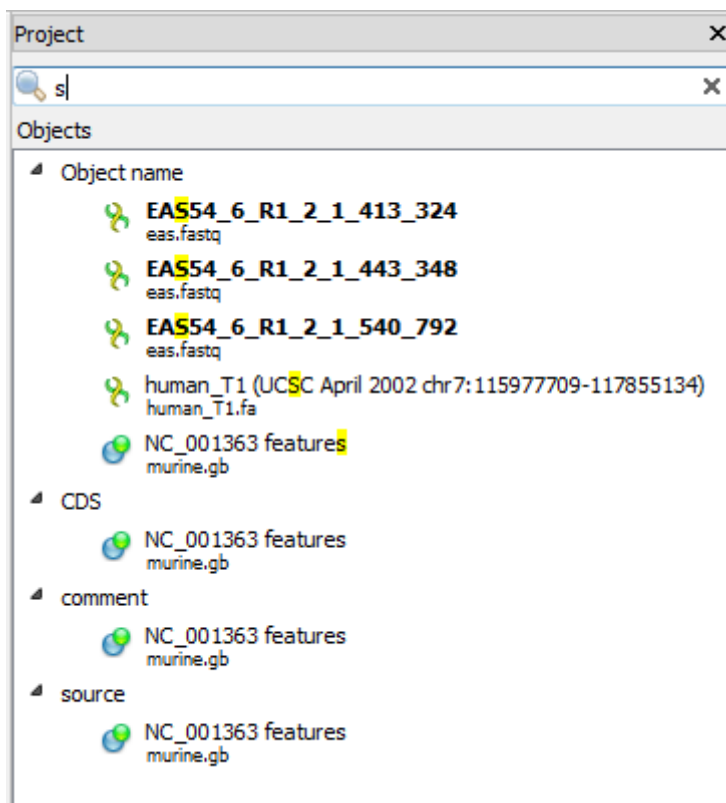 Project
s
Objects
Object name
EAS54_6_R1_2_1_413_324
eas.fastq
EAS54_6_R1_2_1_443_348
eas.fastq
EAS54_6_R1_2_1_540_792
eas.fastq
human_T1 (UCSC April 2002 chr7:115977709-117855134)
human_T1.fa
NC_001363 features
murine.gb
CDS
NC_001363 features
murine.gb
comment
NC_001363 features
murine.gb
source
NC_001363 features
murine.gb